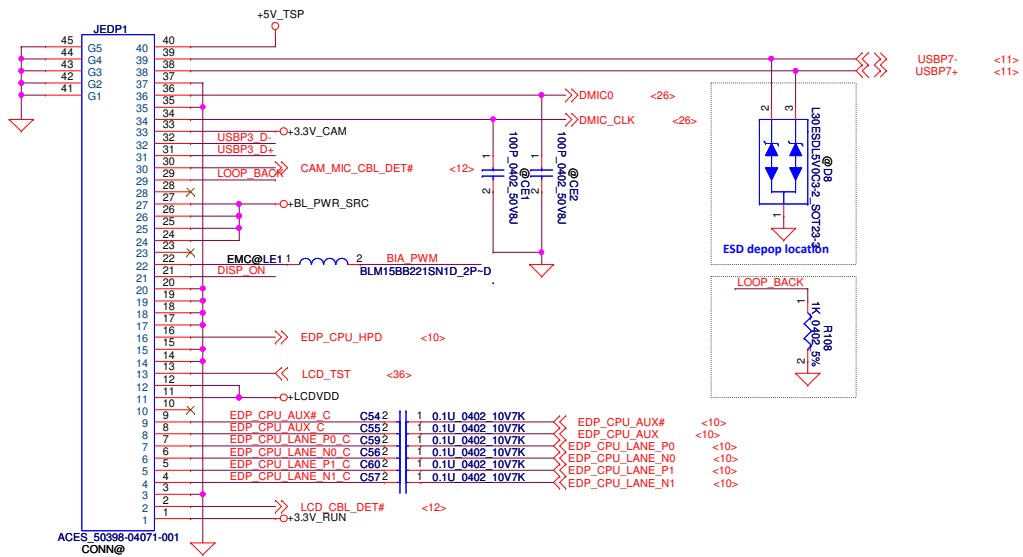 +5V_TSP
JEDP1
45 G5 40 40
44 G4 39 39 USBP7- <11>
43 G3 38 38 USBP7+ <11>
42 G2 37 37
41 G1 36 36 DMIC0 <26>
35 35
34 34 DMIC_CLK <26>
33 33 +3.3V_CAM
32 32 USBP3_D-
31 31 USBP3_D+
30 30 CAM_MIC_CBL_DET# <12>
29 29 LOOP_BACK
28 28
27 27 +BL_PWR_SRC
26 26
25 25
24 24
23 23
22 22 EMC@LE1 1 2 BIA_PWM
BLM15BB221SN1D_2P~D
21 21 DISP_ON
20 20
19 19
18 18
17 17
16 16 EDP_CPU_HPD <10>
15 15
14 14
13 13 LCD_TST <36>
12 12
11 11 +LCDVDD
10 10
9 9 EDP_CPU_AUX#_C C54 2 1 0.1U_0402_10V7K EDP_CPU_AUX# <10>
8 8 EDP_CPU_AUX_C C55 2 1 0.1U_0402_10V7K EDP_CPU_AUX <10>
7 7 EDP_CPU_LANE_P0_C C59 2 1 0.1U_0402_10V7K EDP_CPU_LANE_P0 <10>
6 6 EDP_CPU_LANE_N0_C C56 2 1 0.1U_0402_10V7K EDP_CPU_LANE_N0 <10>
5 5 EDP_CPU_LANE_P1_C C60 2 1 0.1U_0402_10V7K EDP_CPU_LANE_P1 <10>
4 4 EDP_CPU_LANE_N1_C C57 2 1 0.1U_0402_10V7K EDP_CPU_LANE_N1 <10>
3 3
2 2 LCD_CBL_DET# <12>
1 1 +3.3V_RUN
ACES_50398-04071-001
CONN@
1
2
100P_0402_50V8J
@CE1
1
2
100P_0402_50V8J
@CE2
2 3
1
L30ESDL5V0C3-2_SOT23-3
@D8
ESD depop location
LOOP_BACK
1
2
1K_0402_5%
R108